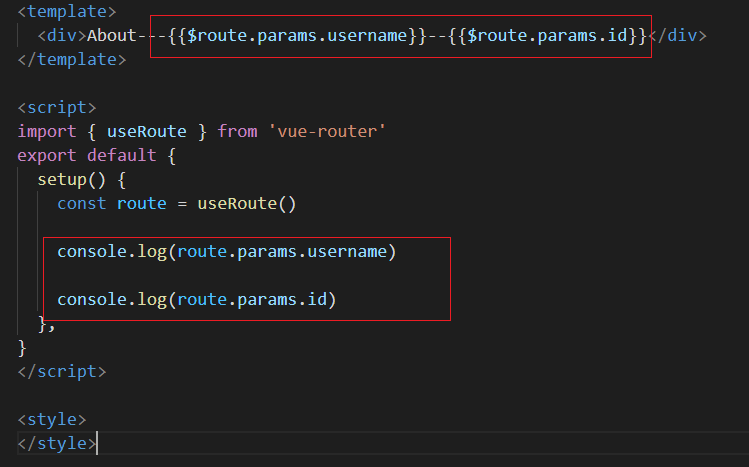 <template>
<div>About---{{$route.params.username}}--{{$route.params.id}}</div>
</template>
<script>
import { useRoute } from 'vue-router'
export default {
setup() {
const route = useRoute()
console.log(route.params.username)
console.log(route.params.id)
},
}
</script>
<style>
</style>